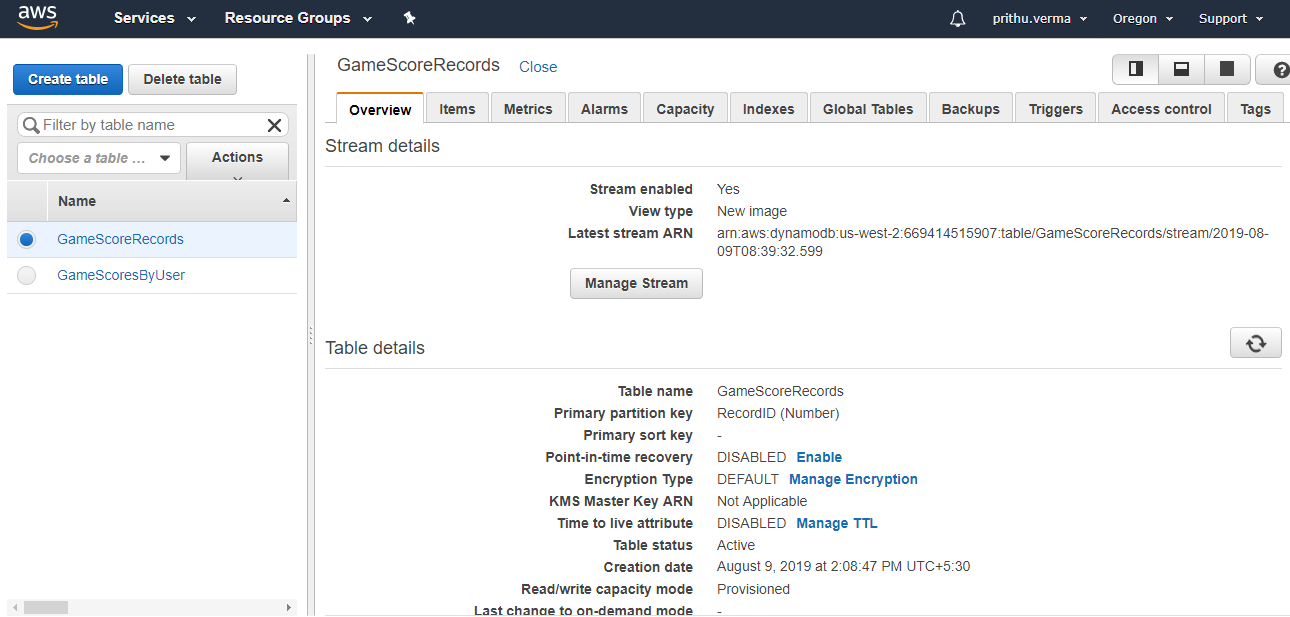 aws
Services
Resource Groups
prithu.verma
Oregon
Support
Create table
Delete table
Filter by table name
Choose a table ...
Actions
Name
GameScoreRecords
GameScoresByUser
GameScoreRecords Close
Overview
Items
Metrics
Alarms
Capacity
Indexes
Global Tables
Backups
Triggers
Access control
Tags
Stream details
Stream enabled Yes
View type New image
Latest stream ARN arn:aws:dynamodb:us-west-2:669414515907:table/GameScoreRecords/stream/2019-08-
09T08:39:32.599
Manage Stream
Table details
Table name GameScoreRecords
Primary partition key RecordID (Number)
Primary sort key -
Point-in-time recovery DISABLED Enable
Encryption Type DEFAULT Manage Encryption
KMS Master Key ARN Not Applicable
Time to live attribute DISABLED Manage TTL
Table status Active
Creation date August 9, 2019 at 2:08:47 PM UTC+5:30
Read/write capacity mode Provisioned
Last change to on-demand mode -